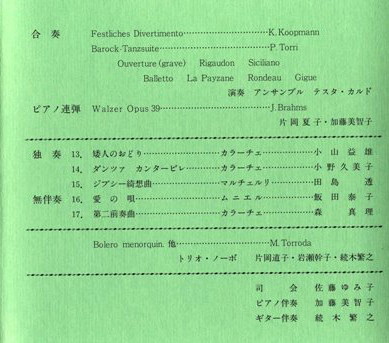 合奏 Festliches Divertimento…………………K. Koopmann
Barock-Tanzsuite…………………P. Torri
Ouverture (grave) Rigaudon Siciliano
Balletto La Payzane Rondeau Gigue
演奏 アンサンブル テスタ・カルド
ピアノ連弾 Walzer Opus 39…………………J. Brahms
片岡夏子・加藤美智子
独奏 13. 矮人のおどり…………カラーチェ…………小山益雄
14. ダンツァ カンタービレ…………カラーチェ…………小野久美子
15. ジプシー綺想曲…………マルチェルリ…………田島透
無伴奏 16. 愛の唄…………ムニエル…………飯田泰子
17. 第二前奏曲…………カラーチェ…………森真理
Bolero menorquin. 他…………………M. Torroda
トリオ・ノーボ 片岡道子・岩瀬幹子・綾木繁之
司会 佐藤ゆみ子
ピアノ伴奏 加藤美智子
ギター伴奏 綾木繁之